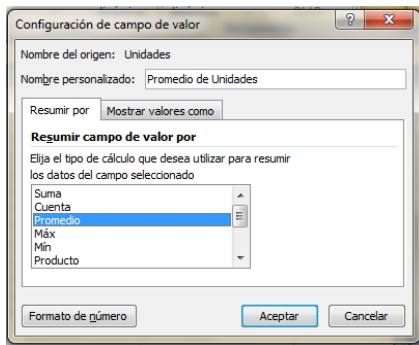 Configuración de campo de valor
Nombre del origen: Unidades
Nombre personalizado: Promedio de Unidades
Resumir por Mostrar valores como
Resumir campo de valor por
Elija el tipo de cálculo que desea utilizar para resumir
los datos del campo seleccionado
Suma
Cuenta
Promedio
Máx
Mín
Producto
Formato de número Aceptar Cancelar